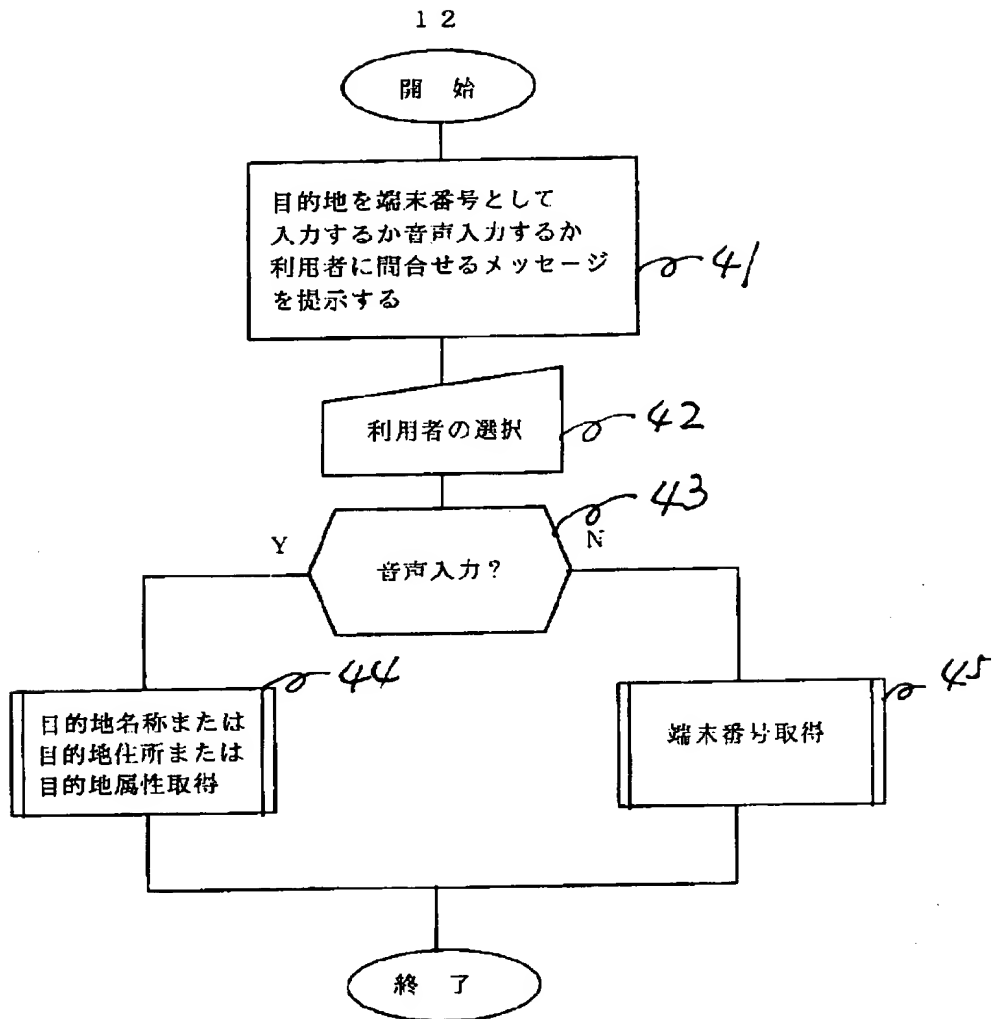 12
開始
目的地を端末番号として
入力するか音声入力するか
利用者に問合せるメッセージ
を提示する
41
利用者の選択
42
43
Y
N
音声入力?
44
目的地名称または
目的地住所または
目的地属性取得
45
端末番号取得
終了